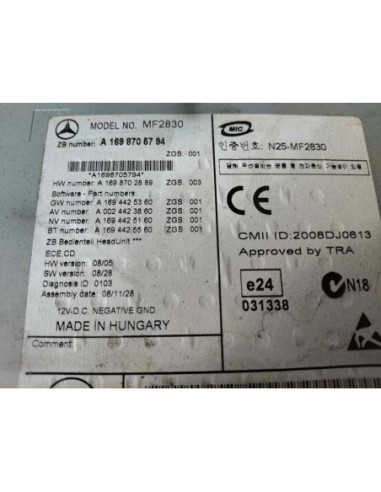 MODEL NO. MF2830
ZB number: A 169 870 57 94
ZGS: 001
*A1698705794*
HW number: A 169 870 26 89 ZGS: 003
Software - Part numbers:
GW number: A 169 442 53 60 ZGS: 001
AV number: A 002 442 38 60 ZGS: 001
NV number: A 169 442 51 60 ZGS: 001
BT number: A 169 442 55 60 ZGS: 001
ZB Bedienteil HeadUnit ***
ECE,CD
HW version: 08/05
SW version: 08/28
Diagnosis ID 0103
Assembly date: 08/11/28
12V-D.C. NEGATIVE GND.
MADE IN HUNGARY
Comment:
MIC
인증번호: N25-MF2830
CE
CMII ID:2008DJ0613
Approved by TRA
e24
031338
N18